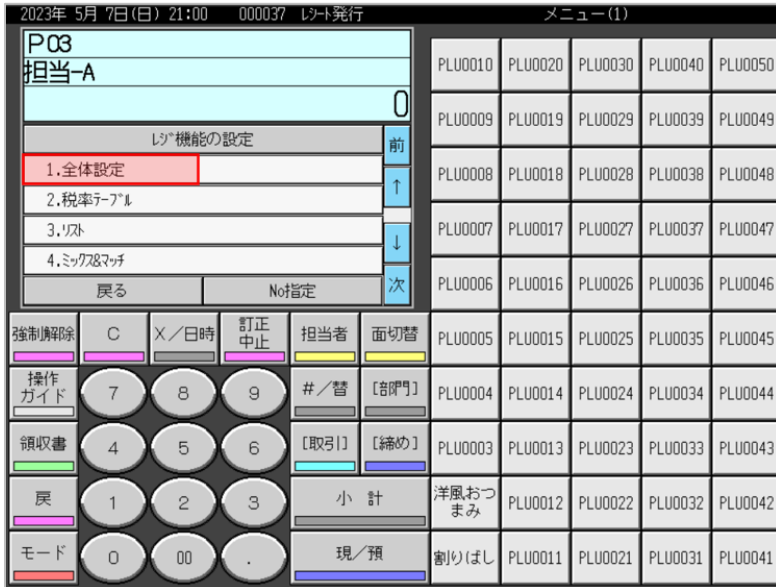 2023年 5月 7日(日) 21:00 000037 ﾚｼｰﾄ発行 メニュー(1)
P03
担当-A
0
ﾚｼﾞ機能の設定
前
1.全体設定
↑
2.税率ﾃｰﾌﾞﾙ
3.ﾘｽﾄ
↓
4.ﾐｯｸｽ&ﾏｯﾁ
戻る No指定 次
強制解除 C X／日時 訂正
中止 担当者 面切替
操作
ガイド 7 8 9 #／替 [部門]
領収書 4 5 6 [取引] [締め]
戻 1 2 3 小 計
モード 0 00 . 現／預
PLU0010 PLU0020 PLU0030 PLU0040 PLU0050
PLU0009 PLU0019 PLU0029 PLU0039 PLU0049
PLU0008 PLU0018 PLU0028 PLU0038 PLU0048
PLU0007 PLU0017 PLU0027 PLU0037 PLU0047
PLU0006 PLU0016 PLU0026 PLU0036 PLU0046
PLU0005 PLU0015 PLU0025 PLU0035 PLU0045
PLU0004 PLU0014 PLU0024 PLU0034 PLU0044
PLU0003 PLU0013 PLU0023 PLU0033 PLU0043
洋風おつ
まみ PLU0012 PLU0022 PLU0032 PLU0042
割りばし PLU0011 PLU0021 PLU0031 PLU0041